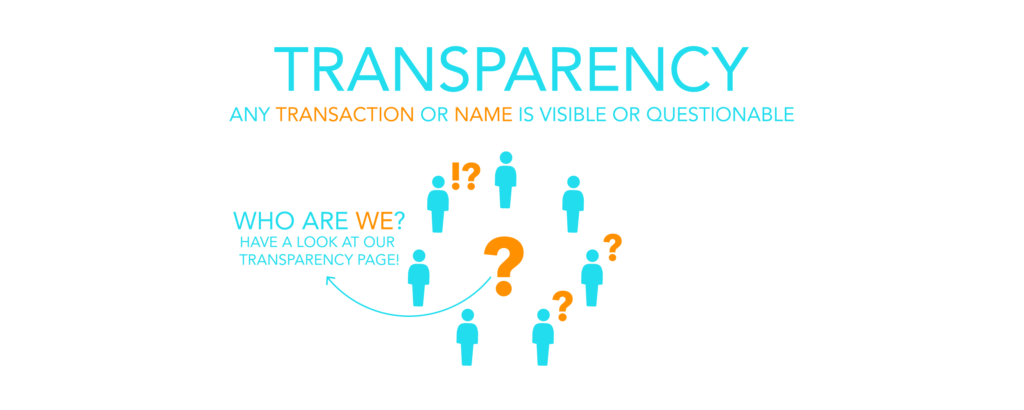 TRANSPARENCY
ANY TRANSACTION OR NAME IS VISIBLE OR QUESTIONABLE
!?
WHO ARE WE?
HAVE A LOOK AT OUR
TRANSPARENCY PAGE!
?
?
?